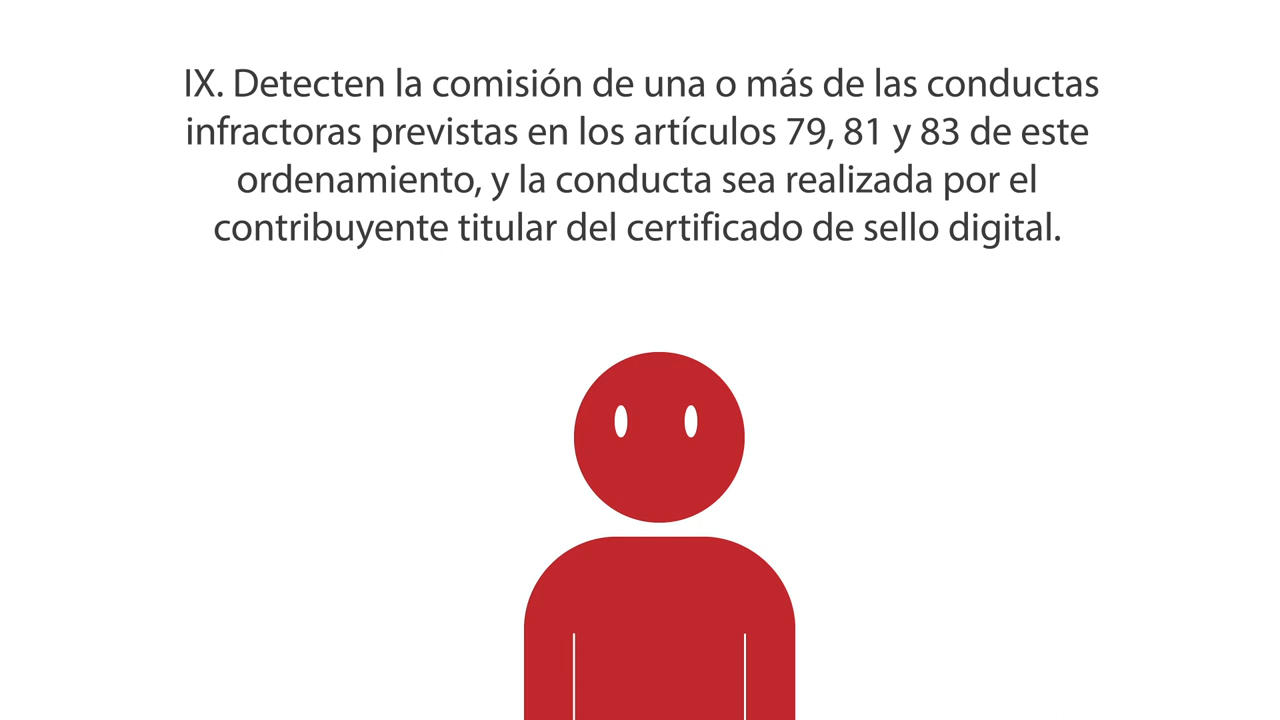 IX. Detecten la comisión de una o más de las conductas
infractoras previstas en los artículos 79, 81 y 83 de este
ordenamiento, y la conducta sea realizada por el
contribuyente titular del certificado de sello digital.